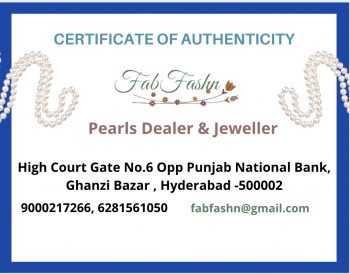 CERTIFICATE OF AUTHENTICITY
FabFashn
Pearls Dealer & Jeweller
High Court Gate No.6 Opp Punjab National Bank,
Ghanzi Bazar , Hyderabad -500002
9000217266, 6281561050 fabfashn@gmail.com